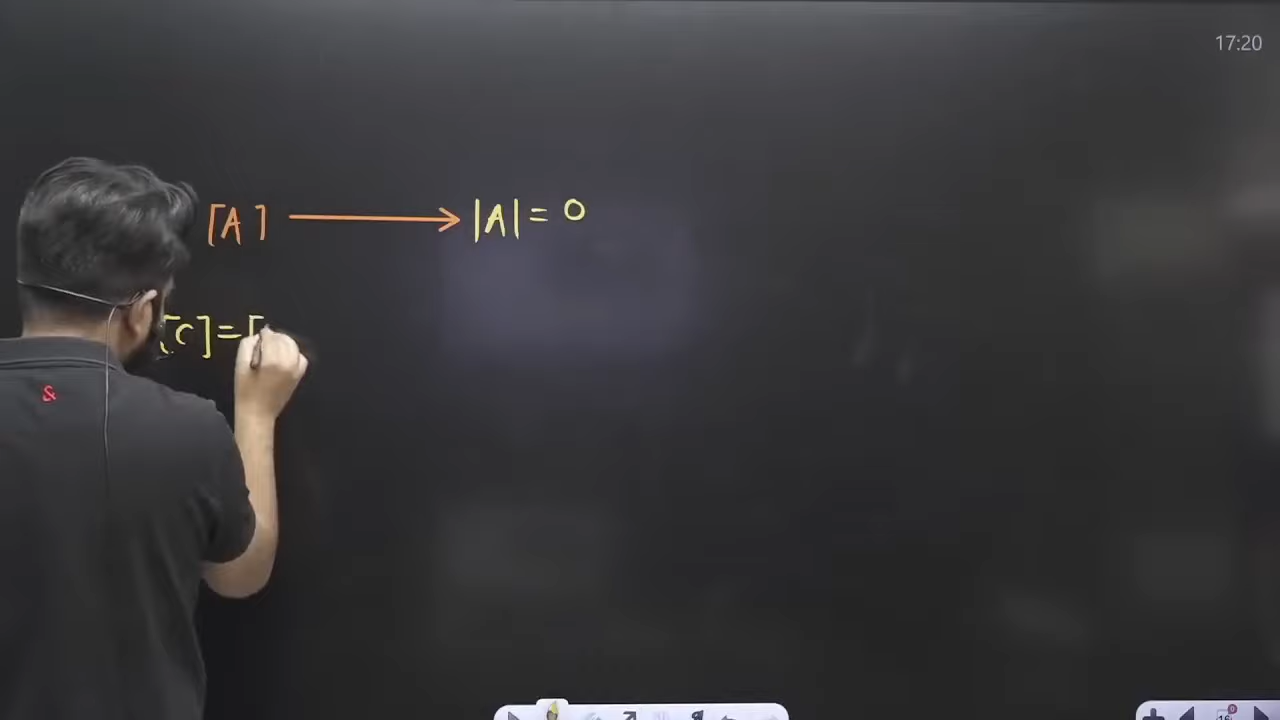 17:20
[A] → |A| = 0
[C] = [
&